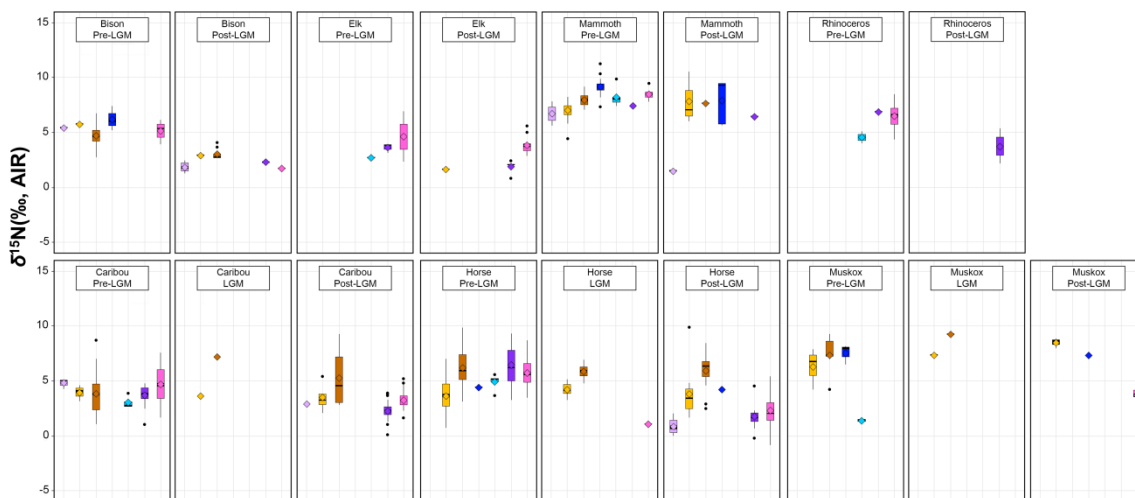 15
10
5
0
-5
Bison
Pre-LGM
Bison
Post-LGM
Elk
Pre-LGM
Elk
Post-LGM
Mammoth
Pre-LGM
Mammoth
Post-LGM
Rhinoceros
Pre-LGM
Rhinoceros
Post-LGM
δ¹⁵N(‰, AIR)
15
10
5
0
-5
Caribou
Pre-LGM
Caribou
LGM
Caribou
Post-LGM
Horse
Pre-LGM
Horse
LGM
Horse
Post-LGM
Muskox
Pre-LGM
Muskox
LGM
Muskox
Post-LGM